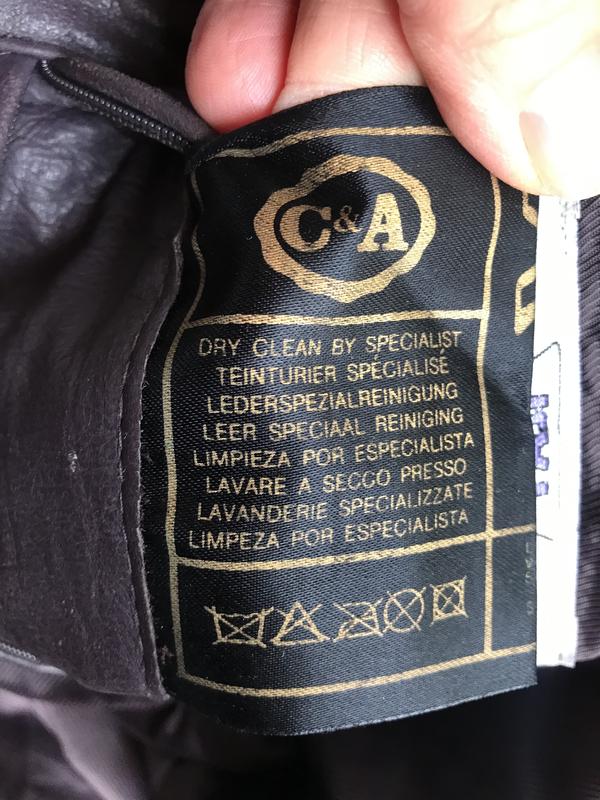 C&A
DRY CLEAN BY SPECIALIST
TEINTURIER SPÉCIALISÉ
LEDERSPEZIALREINIGUNG
LEER SPECIAAL REINIGING
LIMPIEZA POR ESPECIALISTA
LAVARE A SECCO PRESSO
LAVANDERIE SPECIALIZZATE
LIMPEZA POR ESPECIALISTA